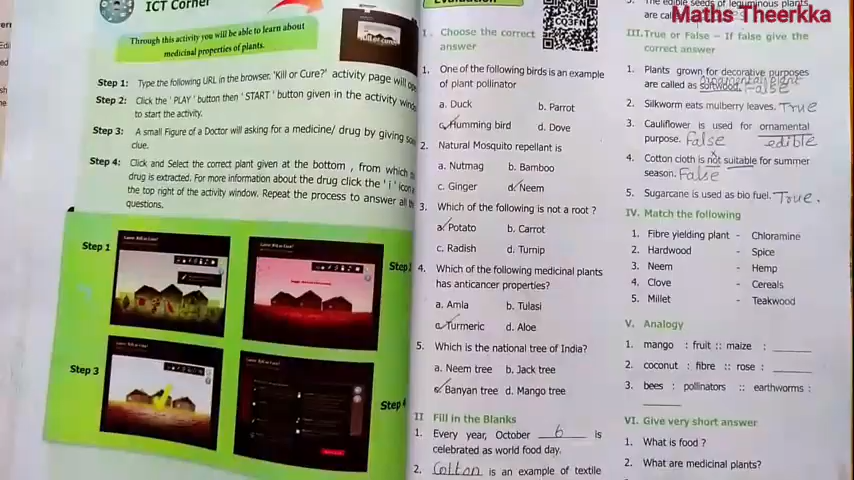 ICT Corner
Through this activity you will be able to learn about
medicinal properties of plants.
Step 1: Type the following URL in the browser. 'Kill or Cure?' activity page will
Step 2: Click the 'PLAY' button then 'START' button given in the activity
to start the activity.
Step 3: A small Figure of a Doctor will asking for a medicine/ drug by giving
clue.
Step 4: Click and Select the correct plant given at the bottom , from which
drug is extracted. For more information about the drug click the 'i' icon
the top right of the activity window. Repeat the process to answer all
questions.
Step 1
Step 3
Step 4
Evaluation
CQ3FN
I. Choose the correct
answer
1. One of the following birds is an example
of plant pollinator
a. Duck b. Parrot
c. Humming bird d. Dove
2. Natural Mosquito repellant is
a. Nutmag b. Bamboo
c. Ginger d. Neem
3. Which of the following is not a root ?
a. Potato b. Carrot
c. Radish d. Turnip
4. Which of the following medicinal plants
has anticancer properties?
a. Amla b. Tulasi
c. Turmeric d. Aloe
5. Which is the national tree of India?
a. Neem tree b. Jack tree
c. Banyan tree d. Mango tree
II Fill in the Blanks
1. Every year, October 6 is
celebrated as world food day.
2. Cotton is an example of textile
3. The edible seeds of leguminous plants
are cal
Maths Theerkka
III. True or False – If false give the
correct answer
1. Plants grown for decorative purposes
ornamental plant
are called as softwood. False
2. Silkworm eats mulberry leaves. True
3. Cauliflower is used for ornamental
purpose. False edible
4. Cotton cloth is not suitable for summer
season. False
5. Sugarcane is used as bio fuel. True.
IV. Match the following
1. Fibre yielding plant - Chloramine
2. Hardwood - Spice
3. Neem - Hemp
4. Clove - Cereals
5. Millet - Teakwood
V. Analogy
1. mango : fruit :: maize : ______
2. coconut : fibre :: rose : ______
3. bees : pollinators :: earthworms :
______
VI. Give very short answer
1. What is food ?
2. What are medicinal plants?